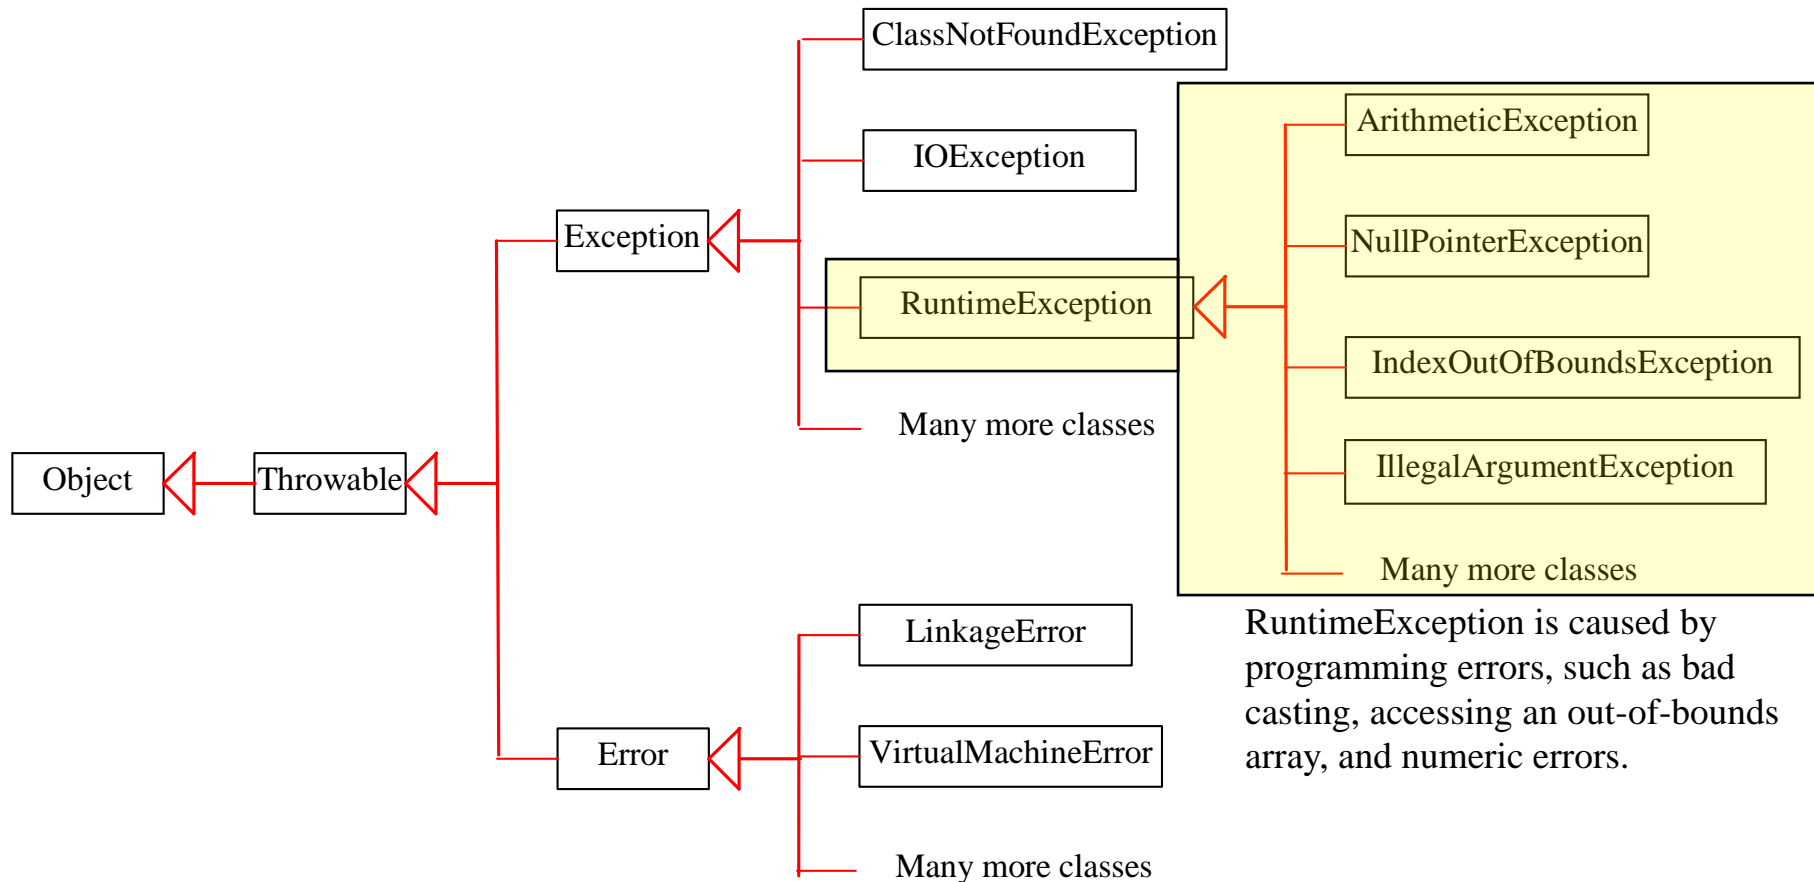 ClassNotFoundException
ArithmeticException
IOException
NullPointerException
Exception
RuntimeException
IndexOutOfBoundsException
Many more classes
IllegalArgumentException
Object
Throwable
Many more classes
LinkageError
RuntimeException is caused by
programming errors, such as bad
casting, accessing an out-of-bounds
array, and numeric errors.
Error
VirtualMachineError
Many more classes